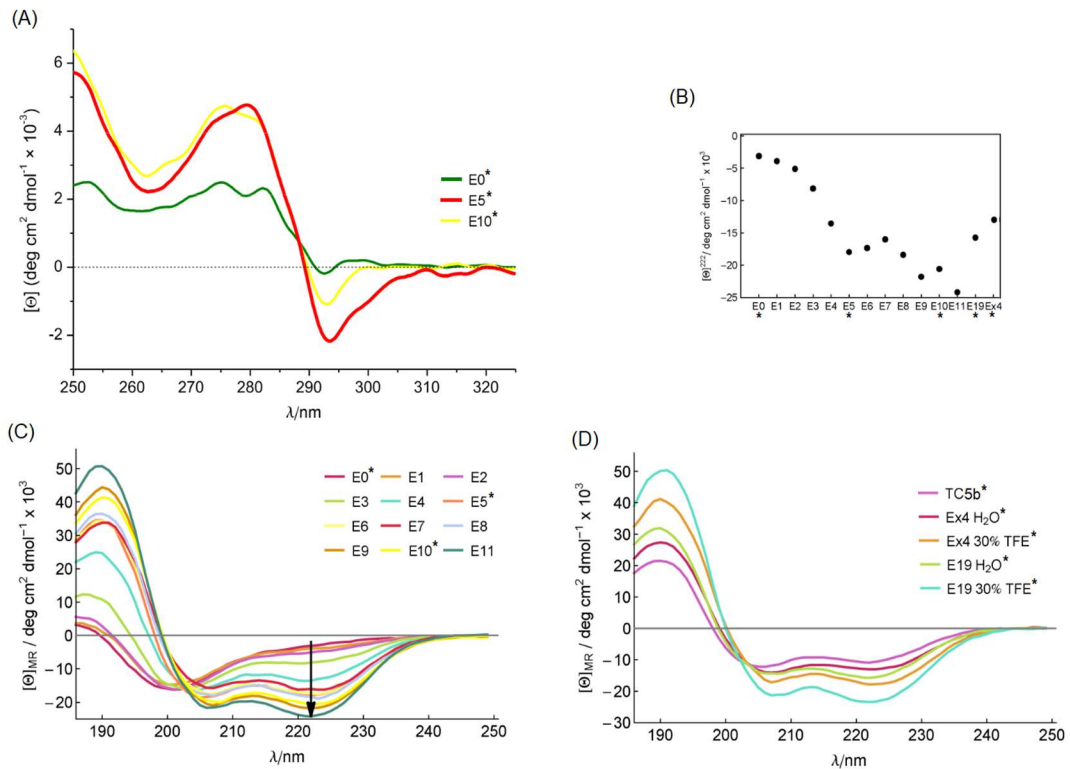 (A)
[Θ] (deg cm² dmol⁻¹ × 10⁻³)
6
4
2
0
-2
250 260 270 280 290 300 310 320
λ/nm
E0*
E5*
E10*
(B)
[Θ]²²²/ deg cm² dmol⁻¹ x 10³
0
−5
−10
−15
−20
−25
E0 E1 E2 E3 E4 E5 E6 E7 E8 E9 E10 E11 E19 Ex4
* * * * *
(C)
[Θ]MR / deg cm² dmol⁻¹ x 10³
50
40
30
20
10
0
−10
−20
190 200 210 220 230 240 250
λ/nm
E0* E1 E2
E3 E4 E5*
E6 E7 E8
E9 E10* E11
(D)
[Θ]MR / deg cm² dmol⁻¹ x 10³
50
40
30
20
10
0
−10
−20
−30
190 200 210 220 230 240 250
λ/nm
TC5b*
Ex4 H₂O*
Ex4 30% TFE*
E19 H₂O*
E19 30% TFE*